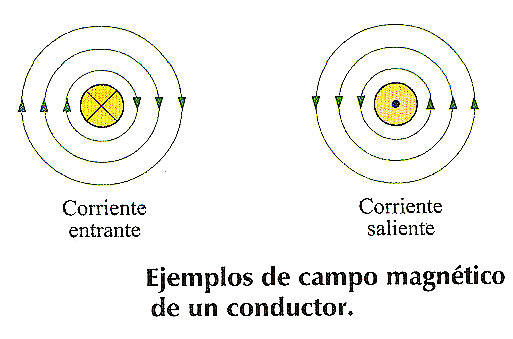 Corriente
entrante
Corriente
saliente
Ejemplos de campo magnético
de un conductor.